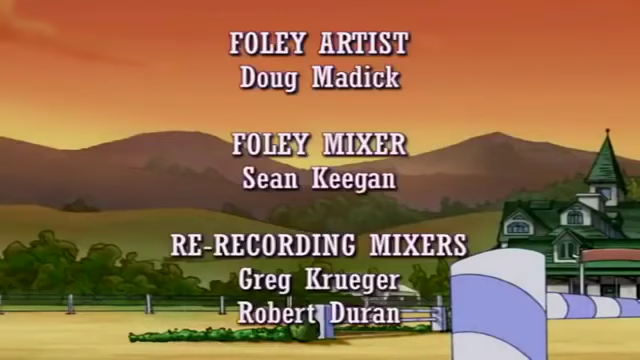 FOLEY ARTIST
Doug Madick
FOLEY MIXER
Sean Keegan
RE-RECORDING MIXERS
Greg Krueger
Robert Duran